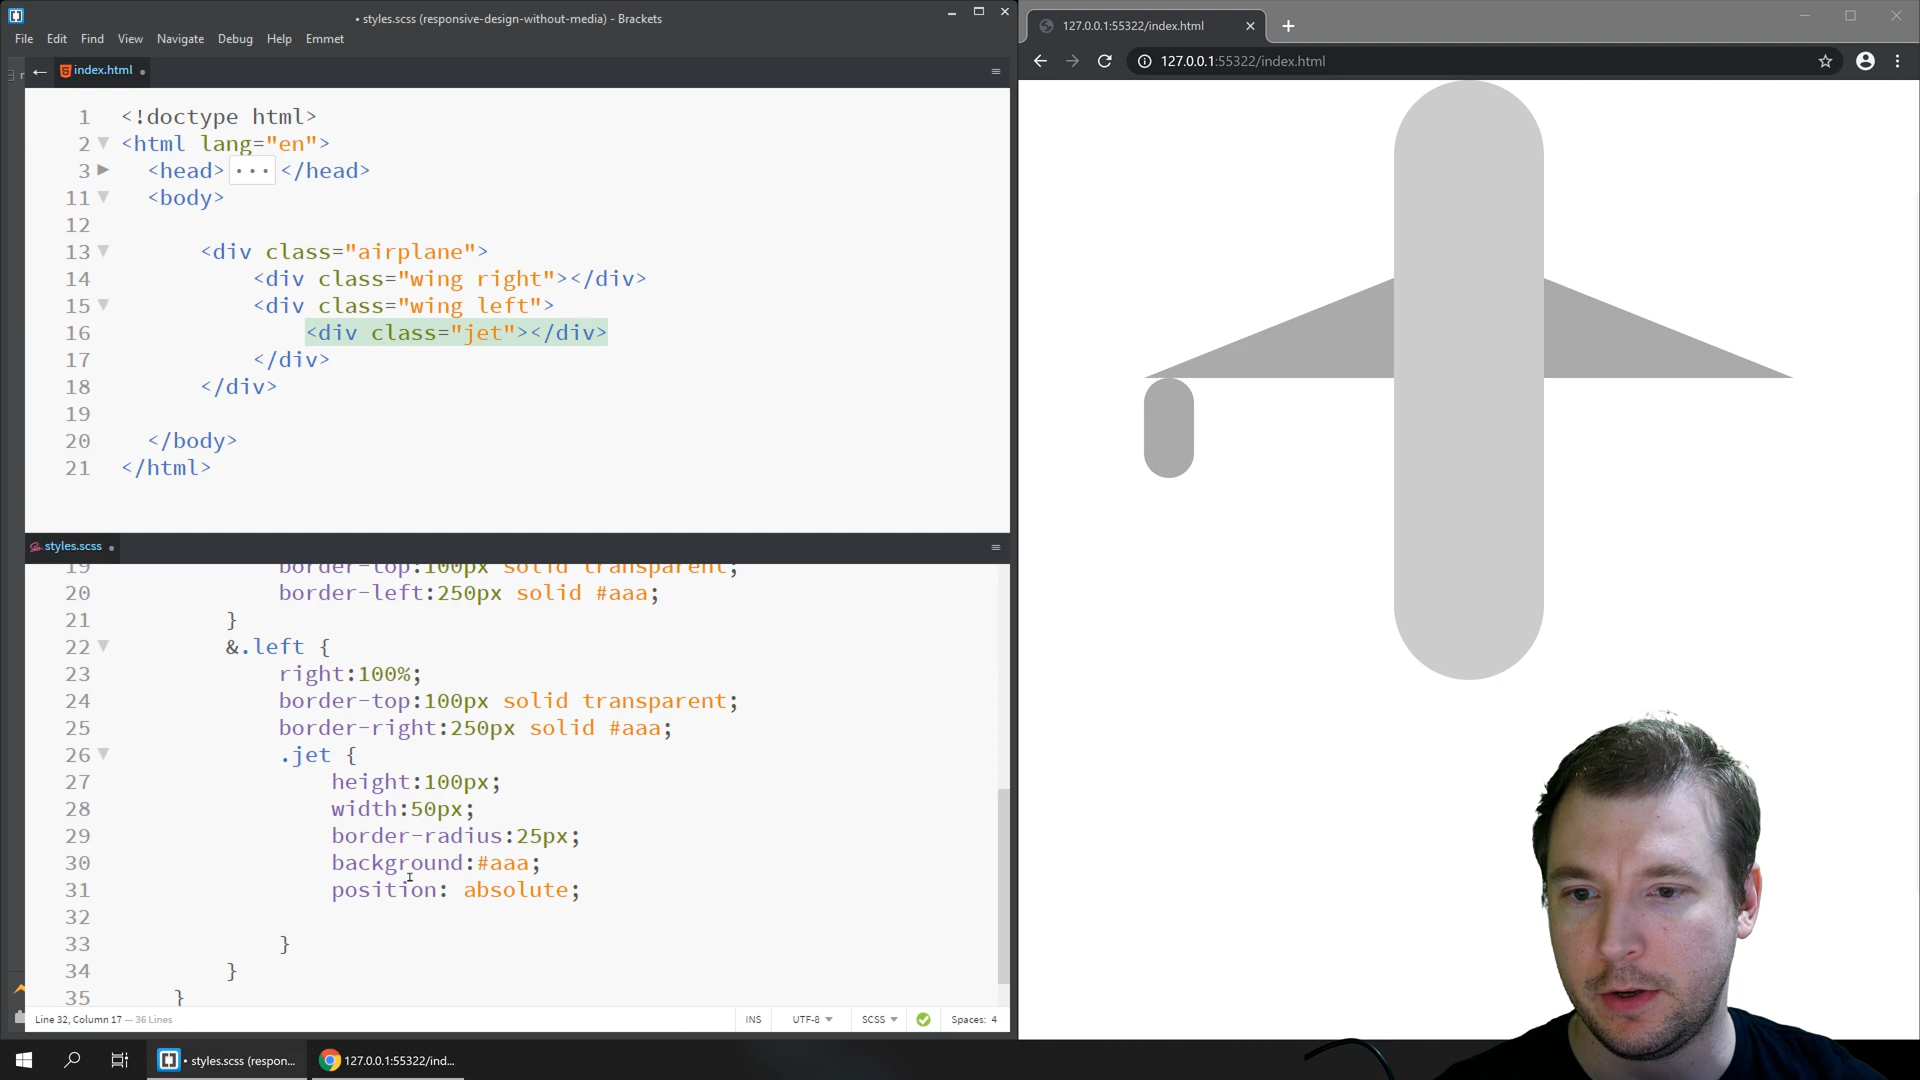 • styles.scss (responsive-design-without-media) - Brackets
File Edit Find View Navigate Debug Help Emmet
index.html •
1 <!doctype html>
2 <html lang="en">
3 <head> ... </head>
11 <body>
12
13 <div class="airplane">
14 <div class="wing right"></div>
15 <div class="wing left">
16 <div class="jet"></div>
17 </div>
18 </div>
19
20 </body>
21 </html>
styles.scss •
19 border-top:100px solid transparent;
20 border-left:250px solid #aaa;
21 }
22 &.left {
23 right:100%;
24 border-top:100px solid transparent;
25 border-right:250px solid #aaa;
26 .jet {
27 height:100px;
28 width:50px;
29 border-radius:25px;
30 background:#aaa;
31 position: absolute;
32
33 }
34 }
35 }
Line 32, Column 17 — 36 Lines
INS UTF-8 SCSS Spaces: 4
127.0.0.1:55322/index.html
127.0.0.1:55322/index.html
• styles.scss (respon...
127.0.0.1:55322/ind...